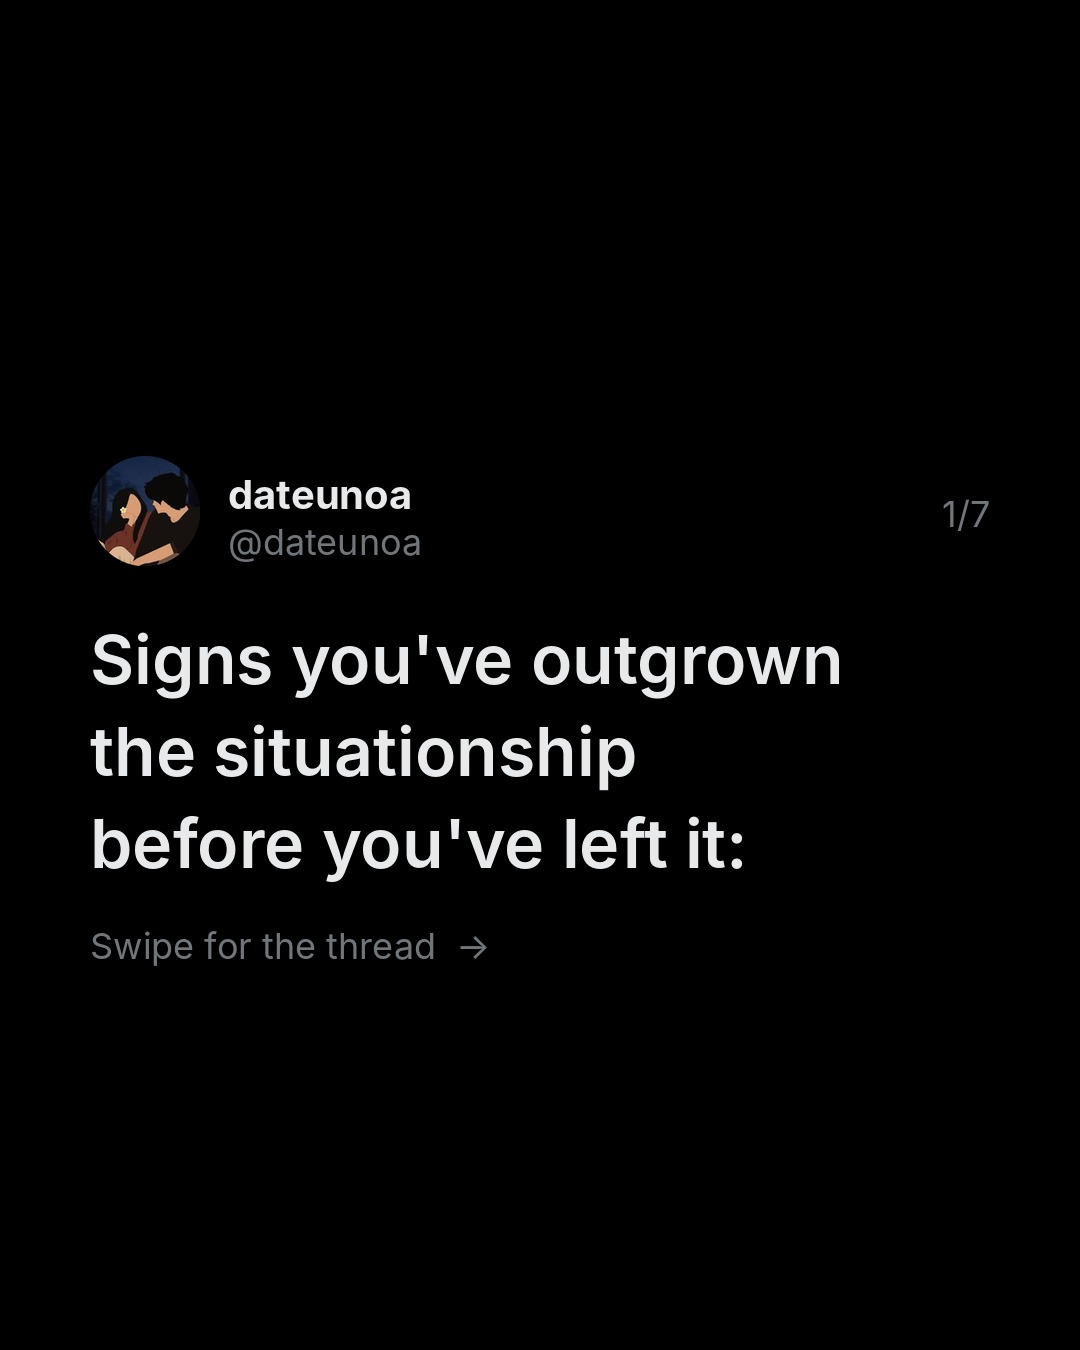 dateunoa
@dateunoa
1/7
Signs you've outgrown
the situationship
before you've left it:
Swipe for the thread →